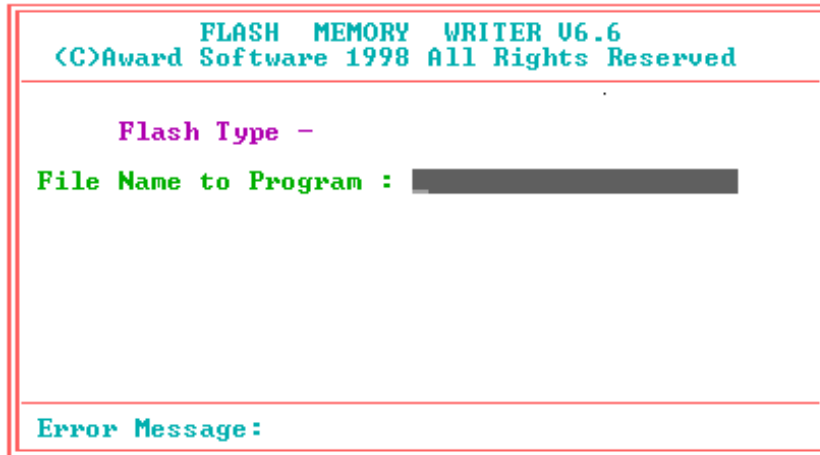 FLASH MEMORY WRITER V6.6
(C)Award Software 1998 All Rights Reserved
Flash Type -
File Name to Program :
Error Message: